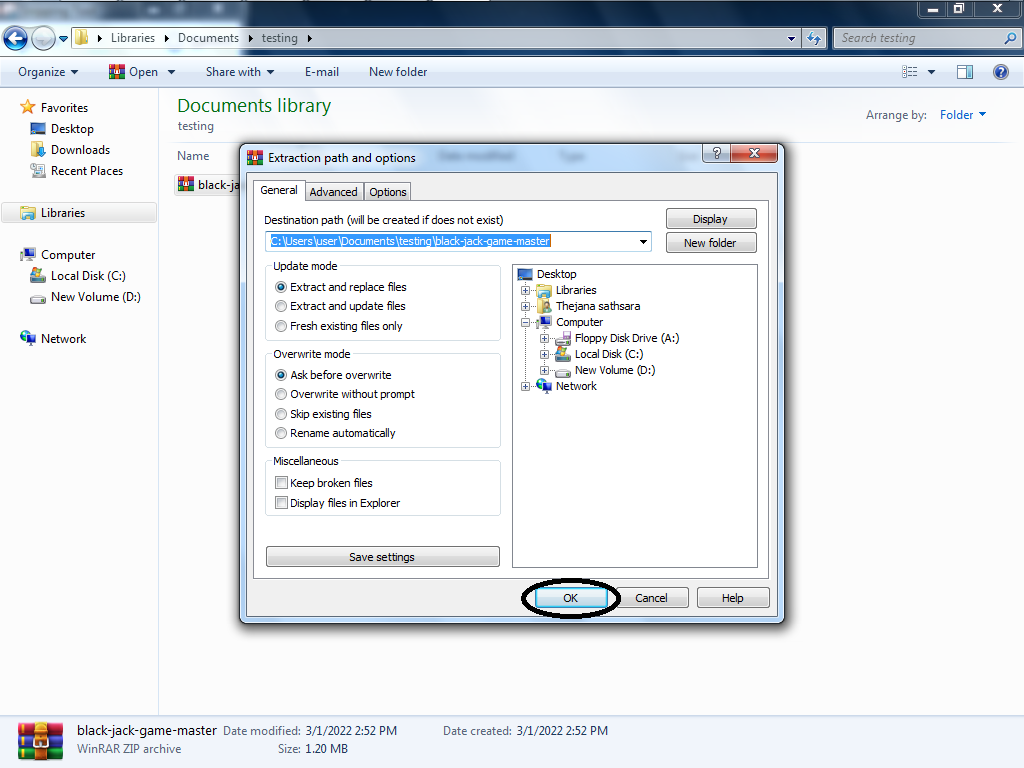 Libraries Documents testing
Search testing
Organize Open Share with E-mail New folder
Favorites
Desktop
Downloads
Recent Places
Libraries
Computer
Local Disk (C:)
New Volume (D:)
Network
Documents library
testing
Arrange by: Folder
Name Date modified Type
black-ja
Extraction path and options
?
General Advanced Options
Destination path (will be created if does not exist)
C:\Users\user\Documents\testing\black-jack-game-master
Display
New folder
Update mode
Extract and replace files
Extract and update files
Fresh existing files only
Overwrite mode
Ask before overwrite
Overwrite without prompt
Skip existing files
Rename automatically
Miscellaneous
Keep broken files
Display files in Explorer
Save settings
Desktop
Libraries
Thejana sathsara
Computer
Floppy Disk Drive (A:)
Local Disk (C:)
New Volume (D:)
Network
OK Cancel Help
black-jack-game-master Date modified: 3/1/2022 2:52 PM Date created: 3/1/2022 2:52 PM
WinRAR ZIP archive Size: 1.20 MB